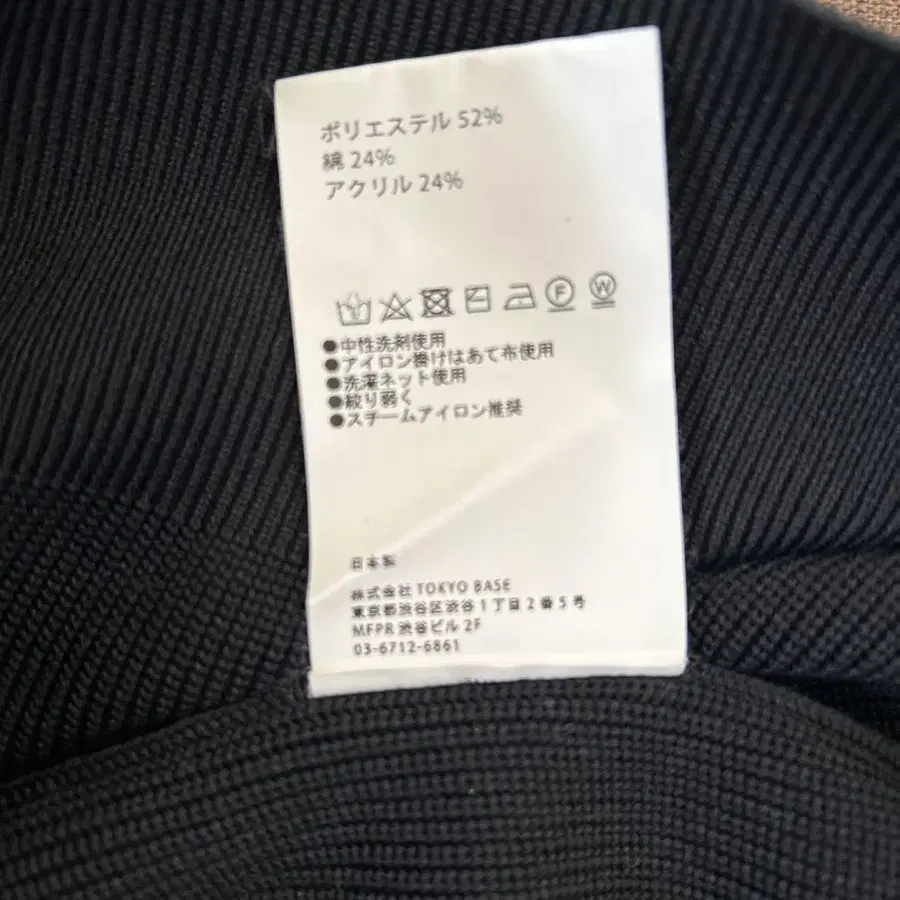 ポリエステル 52%
綿 24%
アクリル 24%
F W
●中性洗剤使用
●アイロン掛けはあて布使用
●洗濯ネット使用
●絞り弱く
●スチームアイロン推奨
日本製
株式会社 TOKYO BASE
東京都渋谷区渋谷1丁目2番5号
MFPR 渋谷ビル 2F
03-6712-6861